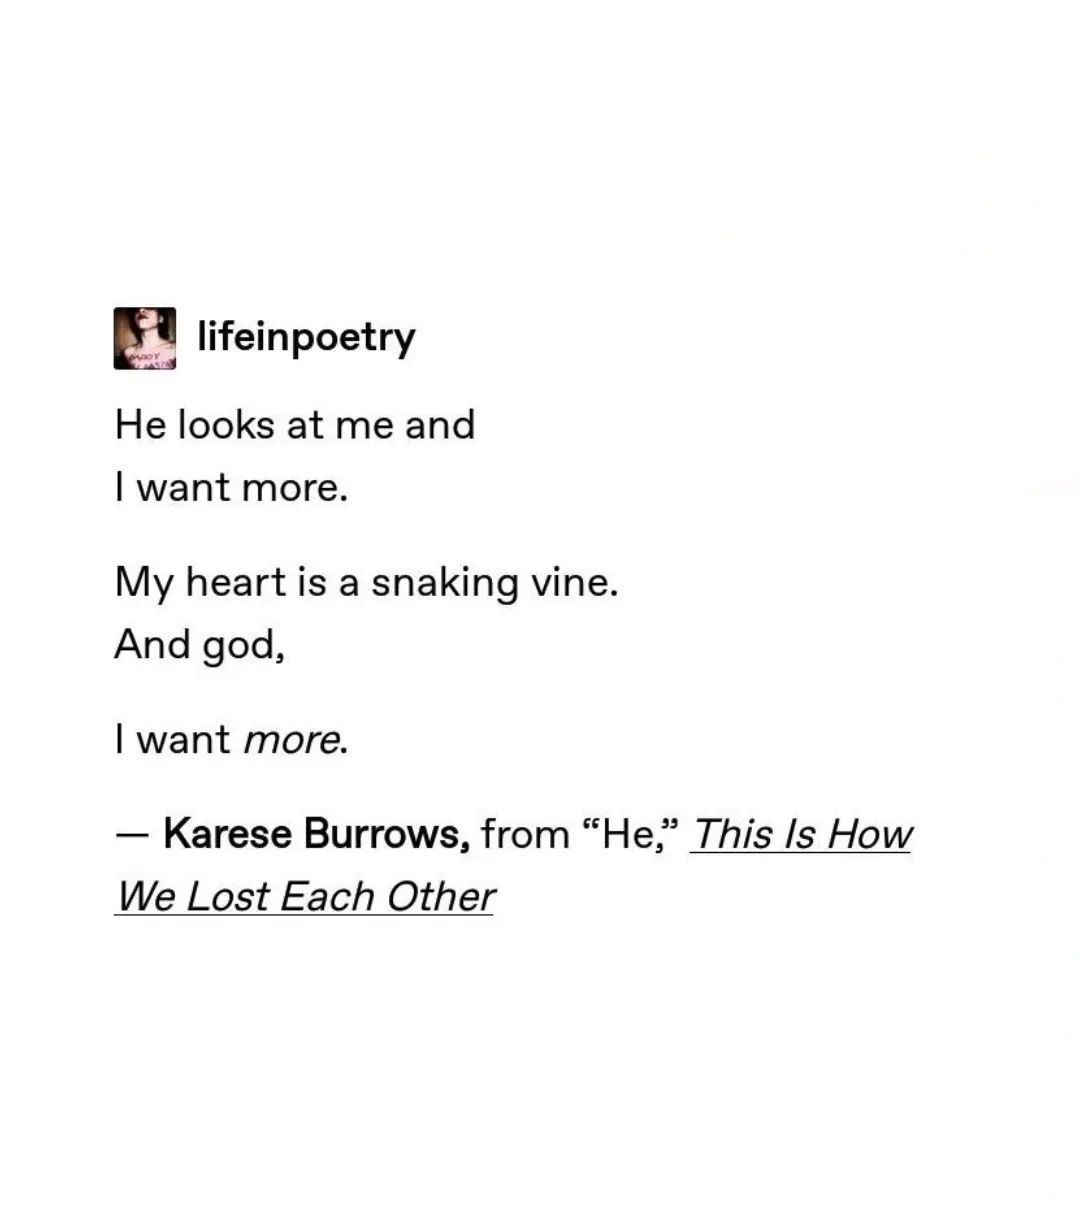 lifeinpoetry
He looks at me and
I want more.
My heart is a snaking vine.
And god,
I want more.
— Karese Burrows, from “He,” This Is How
We Lost Each Other